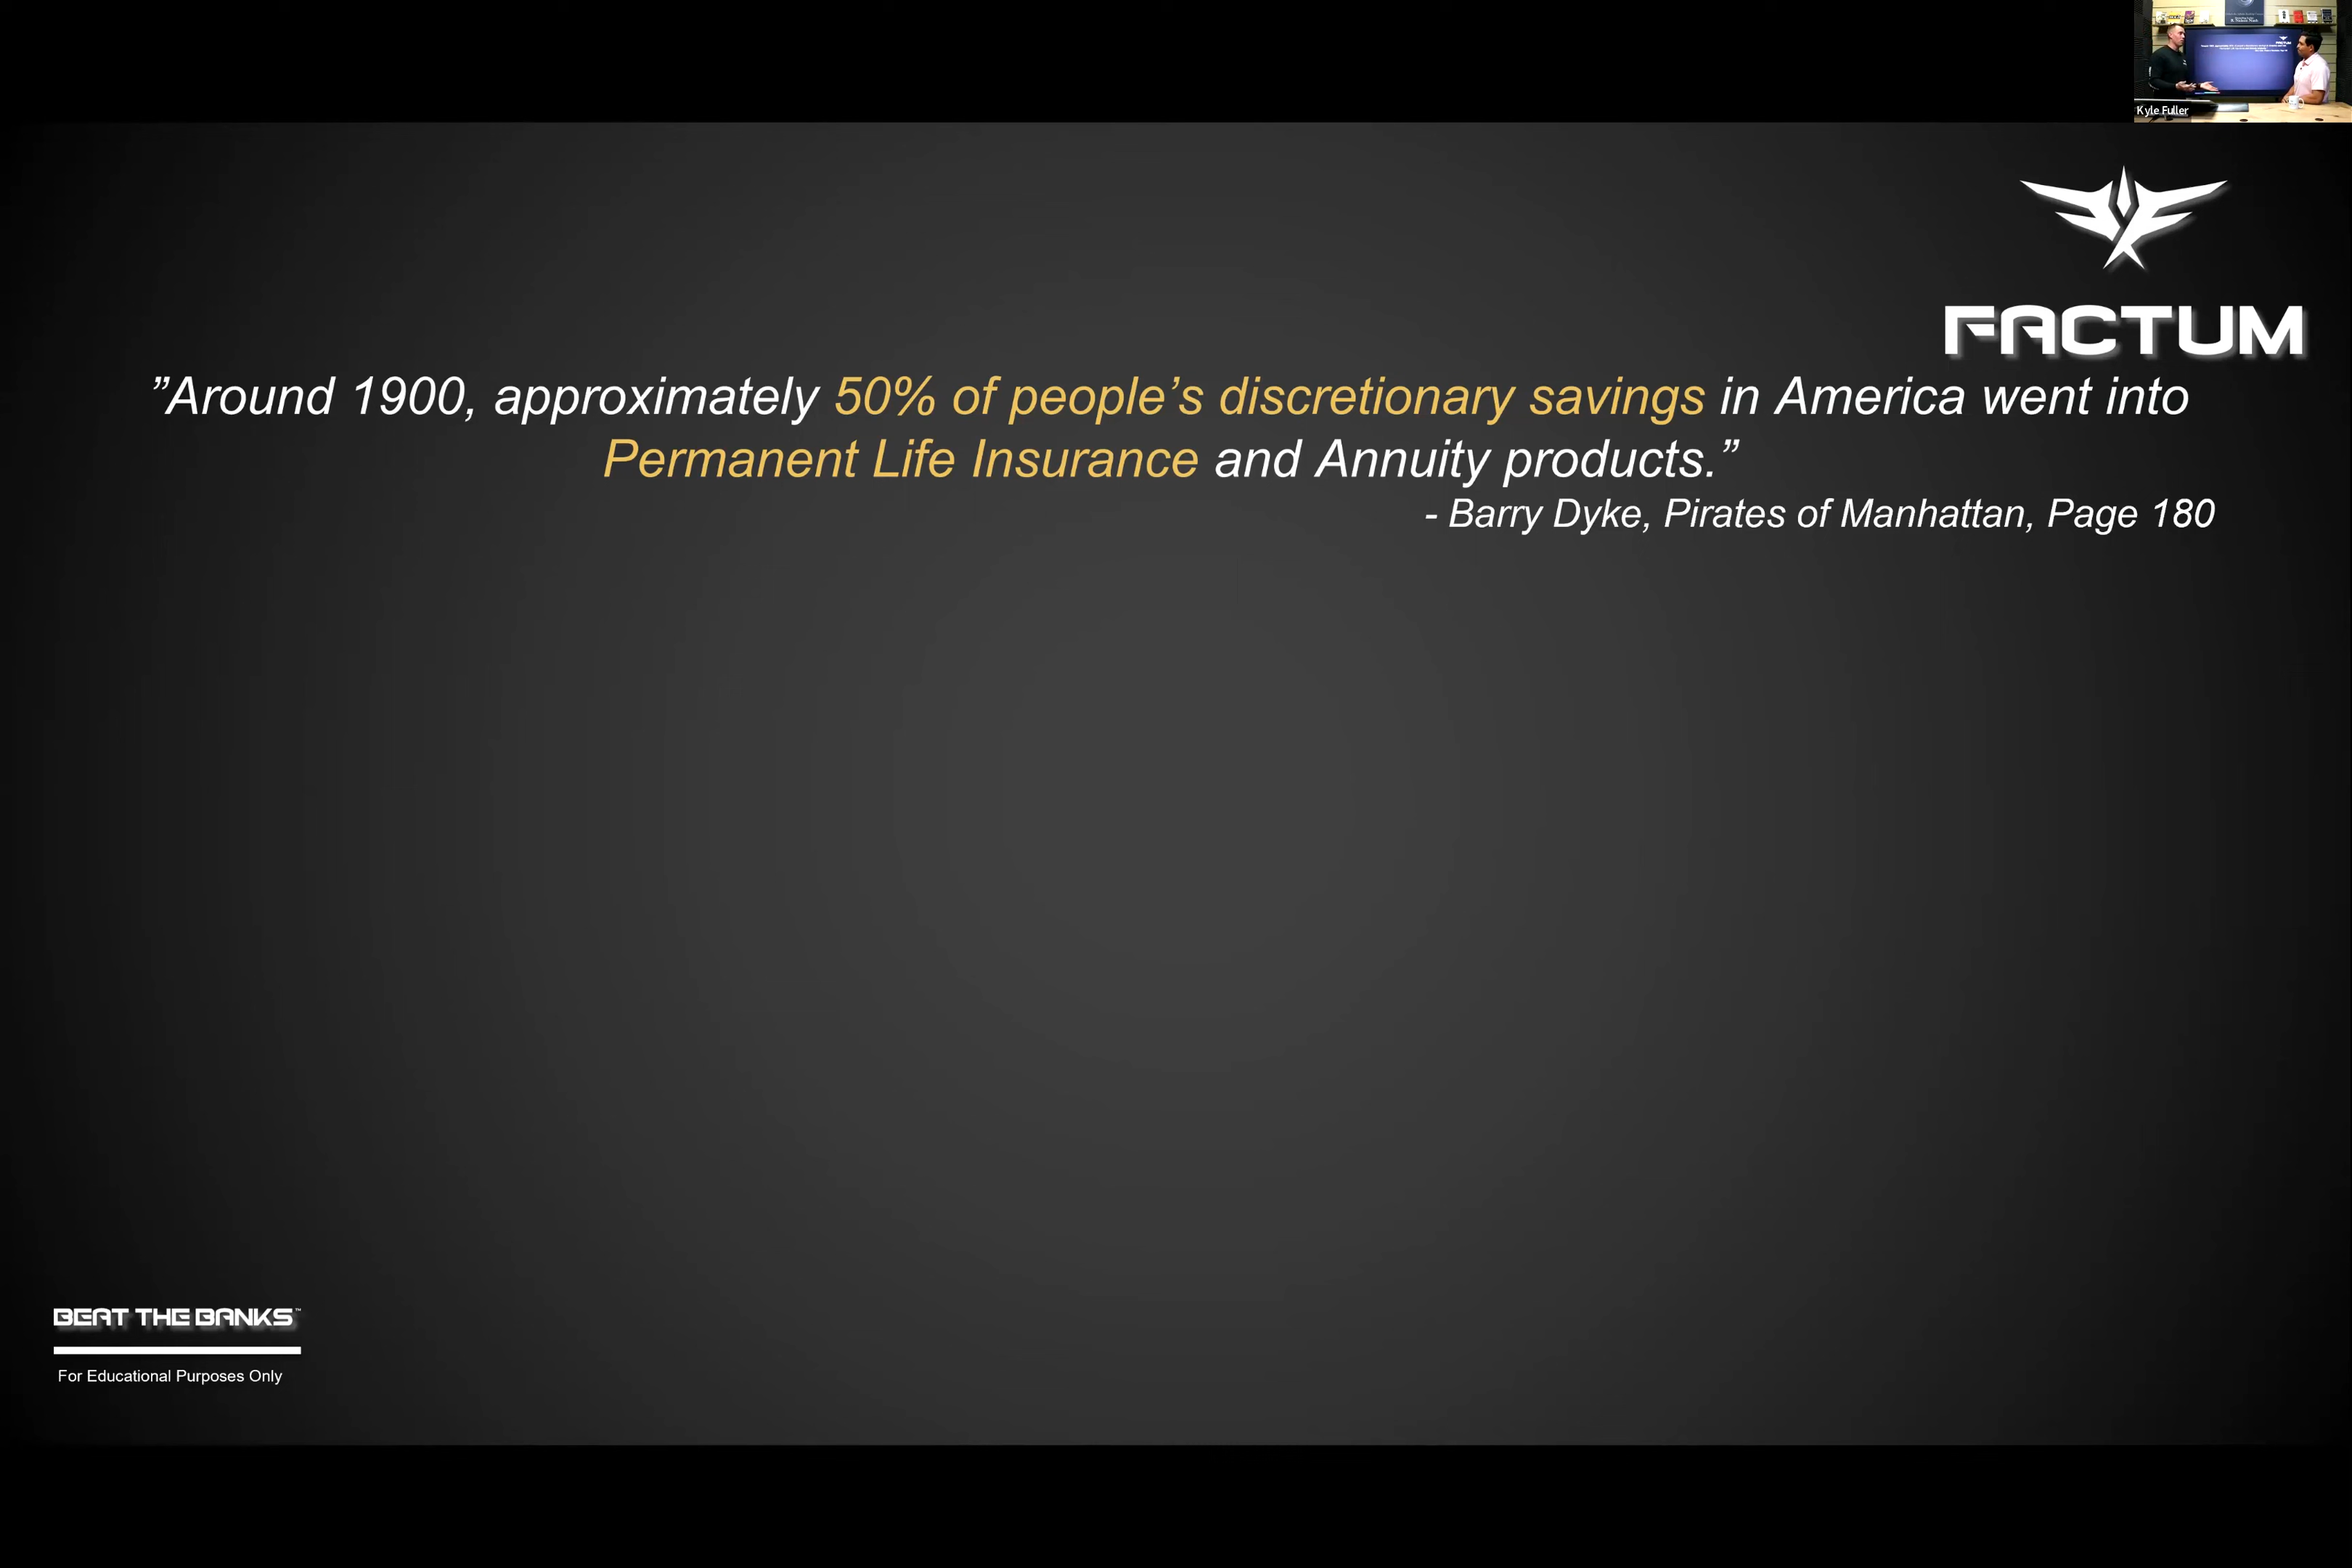 Kyle Fuller
FACTUM
”Around 1900, approximately 50% of people’s discretionary savings in America went into
Permanent Life Insurance and Annuity products.”
- Barry Dyke, Pirates of Manhattan, Page 180
BEAT THE BANKS™
For Educational Purposes Only